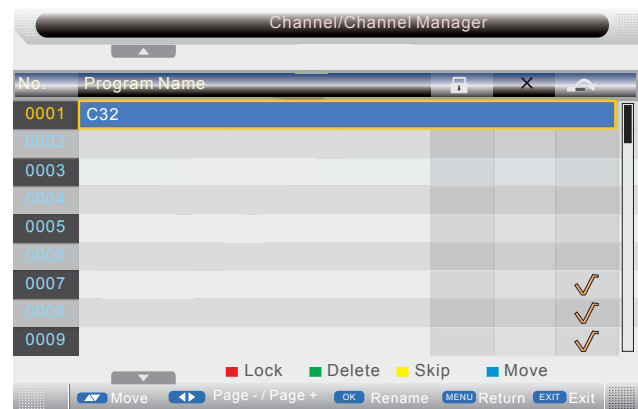 Channel/Channel Manager
No. Program Name
0001 C32
0002
0003
0004
0005
0006
0007
0008
0009
Lock Delete Skip Move
Move Page - / Page + OK Rename MENU Return EXIT Exit